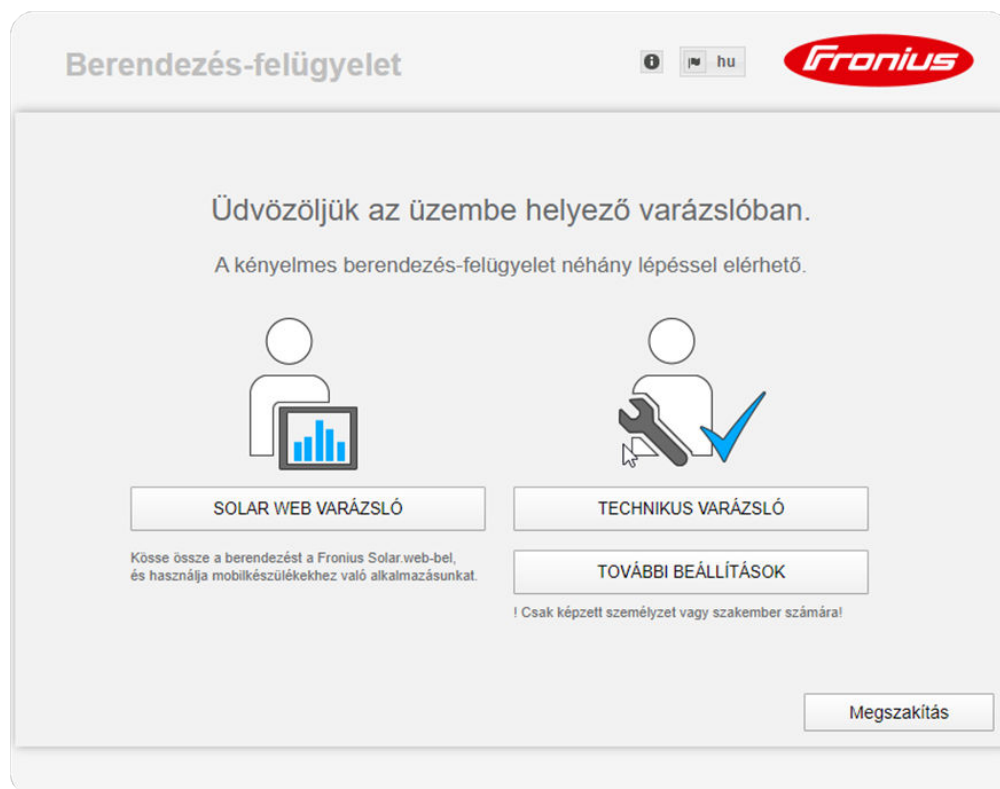 Berendezés-felügyelet
hu
Fronius
Üdvözöljük az üzembe helyező varázslóban.
A kényelmes berendezés-felügyelet néhány lépéssel elérhető.
SOLAR WEB VARÁZSLÓ
Kösse össze a berendezést a Fronius Solar.web-bel,
és használja mobilkészülékekhez való alkalmazásunkat.
TECHNIKUS VARÁZSLÓ
TOVÁBBI BEÁLLÍTÁSOK
! Csak képzett személyzet vagy szakember számára!
Megszakítás